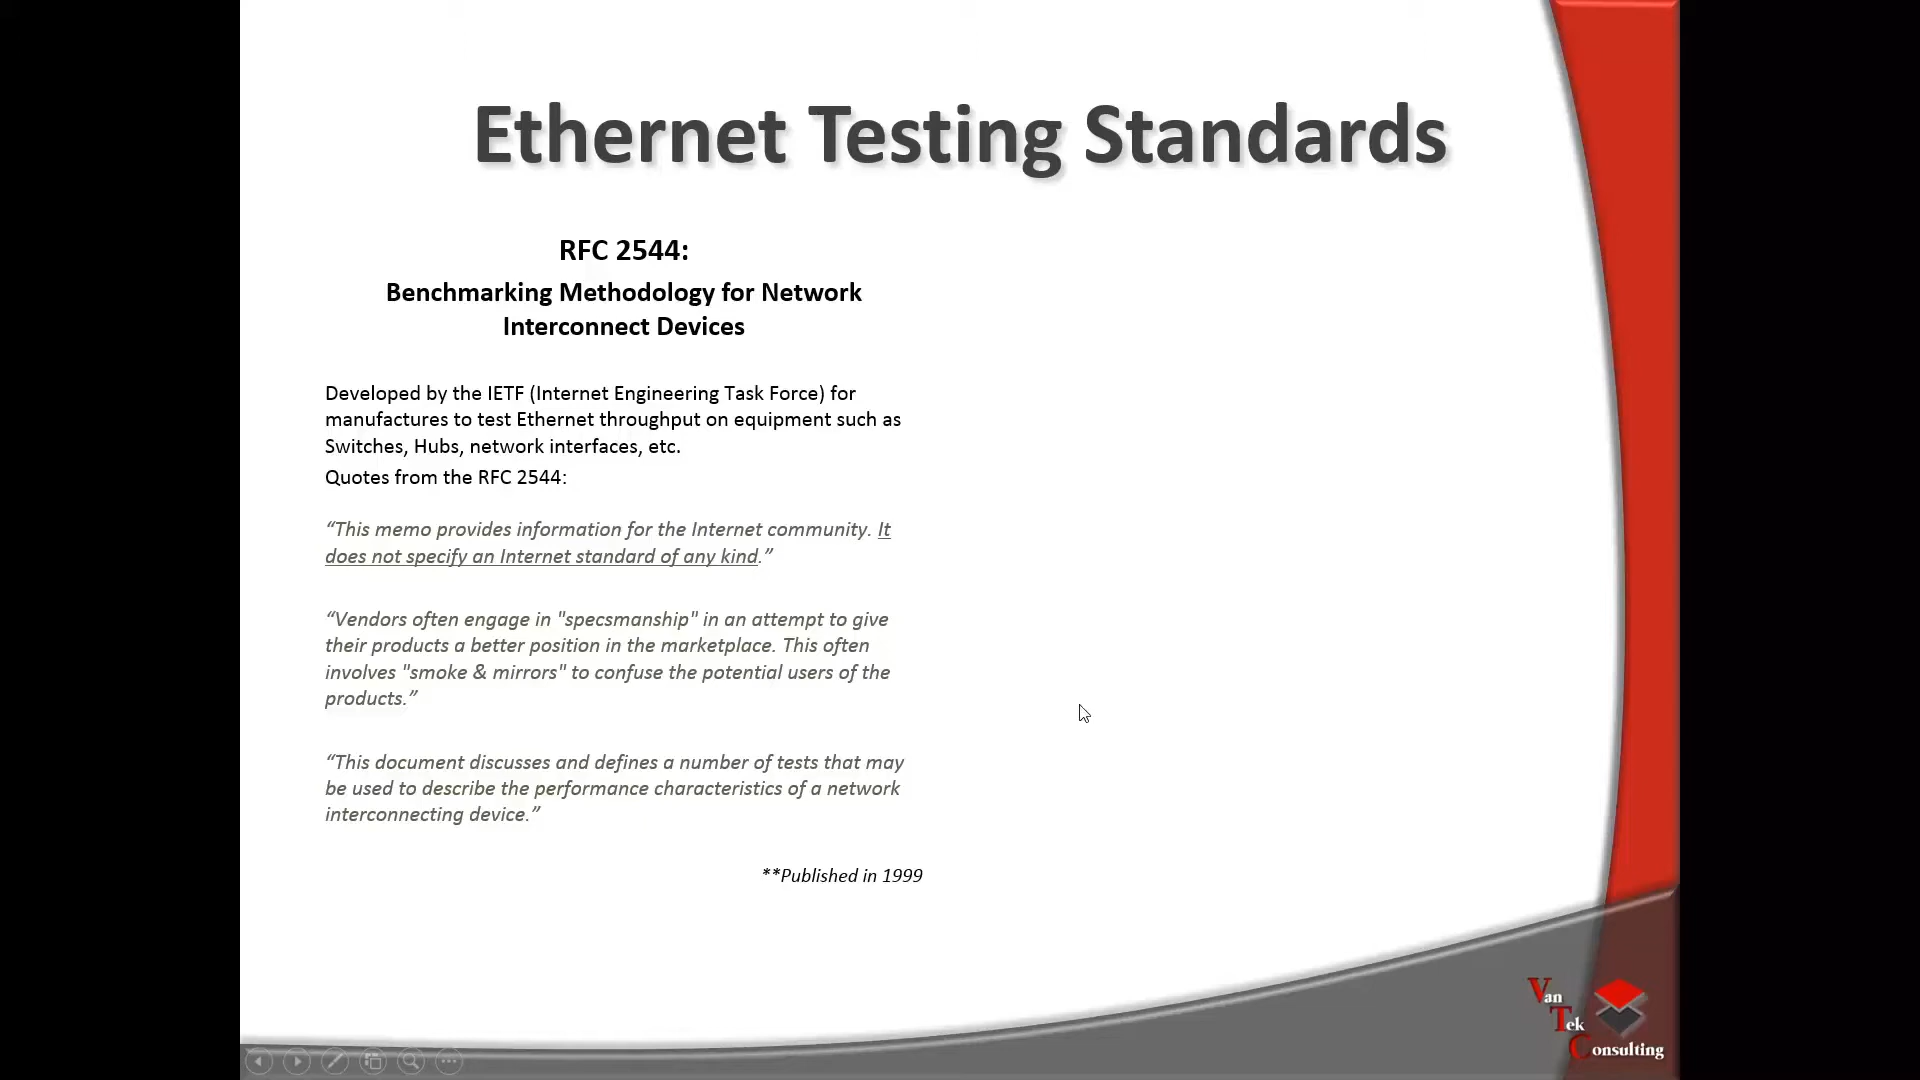 Ethernet Testing Standards
RFC 2544:
Benchmarking Methodology for Network
Interconnect Devices
Developed by the IETF (Internet Engineering Task Force) for
manufactures to test Ethernet throughput on equipment such as
Switches, Hubs, network interfaces, etc.
Quotes from the RFC 2544:
“This memo provides information for the Internet community. It
does not specify an Internet standard of any kind.”
“Vendors often engage in "specsmanship" in an attempt to give
their products a better position in the marketplace. This often
involves "smoke & mirrors" to confuse the potential users of the
products.”
“This document discusses and defines a number of tests that may
be used to describe the performance characteristics of a network
interconnecting device.”
**Published in 1999
Van
Tek
Consulting